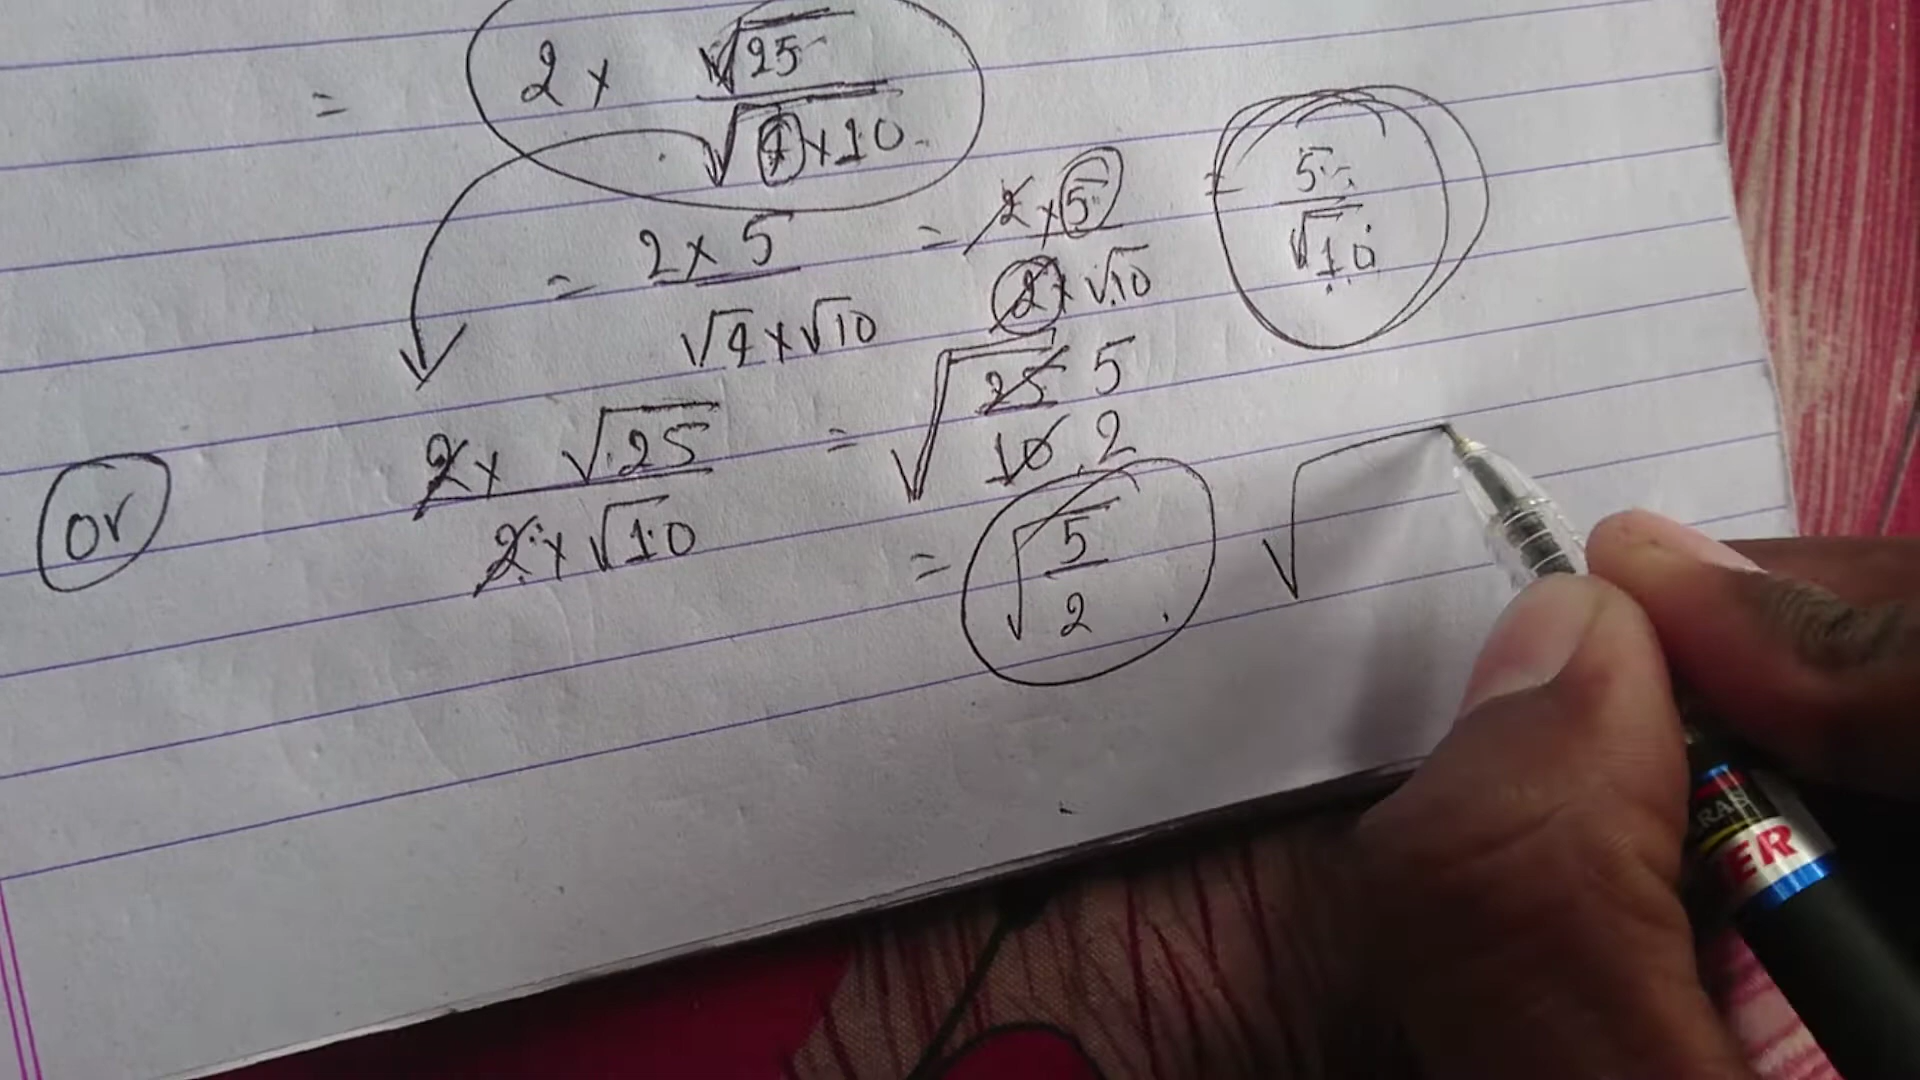 = 2 × √25 / √4×10
= 2 × 5 / √4 × √10 = 2 × 5 / 2 × √10 = 5 / √10
or 2 × √25 / 2 × √10 = √25 5 / 10 2
= √5/2 √
ER